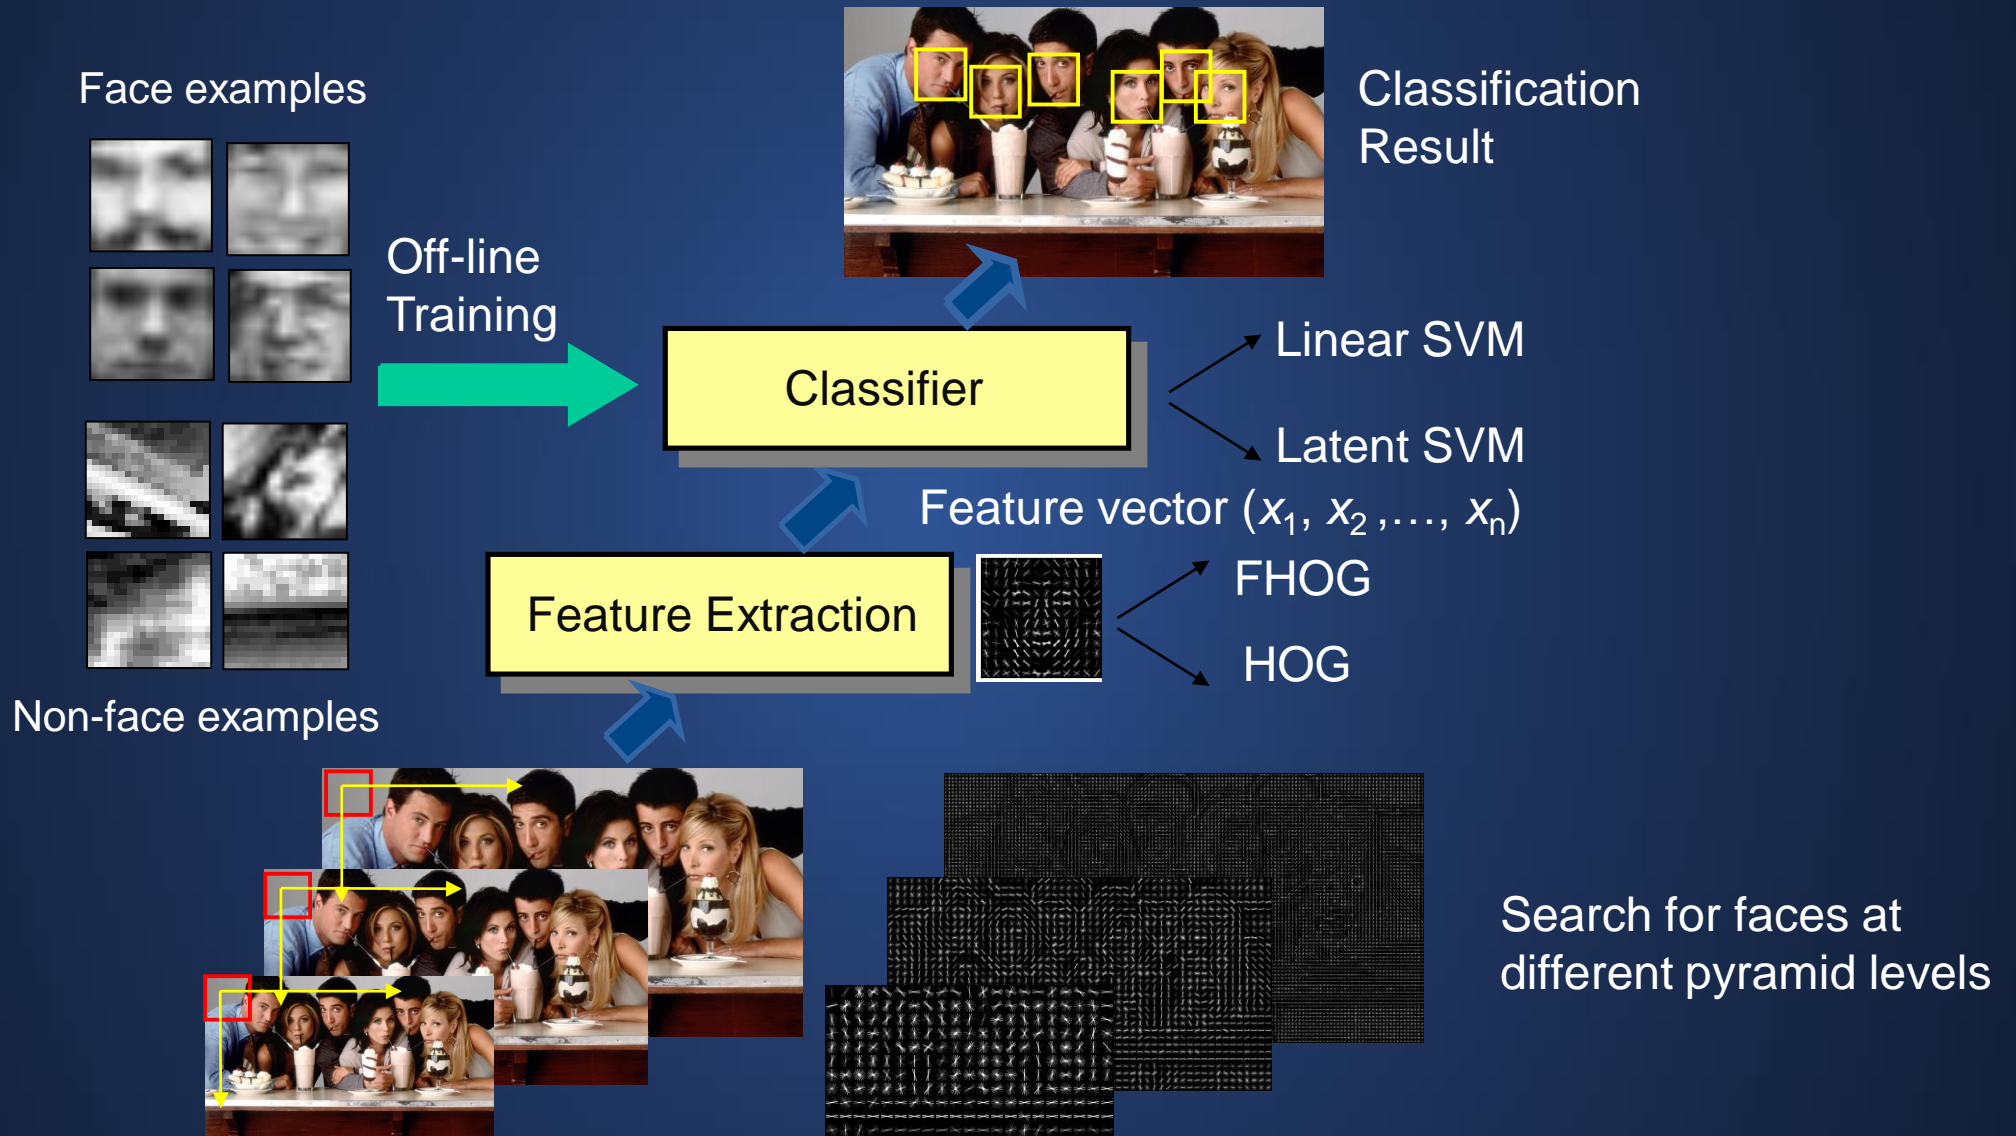 Face examples
Classification
Result
Off-line
Training
Classifier
Linear SVM
Latent SVM
Feature vector (x₁, x₂ ,…, xₙ)
Feature Extraction
FHOG
HOG
Non-face examples
Search for faces at
different pyramid levels